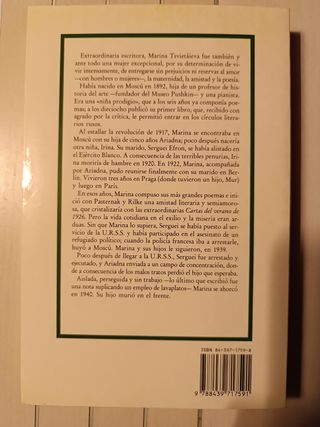 Extraordinaria escritora, Marina Tsvietáieva fue también y
ante todo una mujer excepcional, por su determinación de vi-
vir intensamente, de entregarse sin prejuicios ni reservas al amor
—con hombres o mujeres—, la maternidad, la amistad y la poesía.
Había nacido en Moscú en 1892, hija de un profesor de his-
toria del arte —fundador del Museo Pushkin— y una pianista.
Era una «niña prodigio», que a los seis años ya componía poe-
mas; a los dieciocho publicó su primer libro, que, recibido con
agrado por la crítica, le permitió entrar en los círculos litera-
rios rusos.
Al estallar la revolución de 1917, Marina se encontraba en
Moscú con su hija de cinco años Ariadna; poco después nacería
otra niña, Irina. Su marido, Serguei Efron, se había alistado en
el Ejército Blanco. A consecuencia de las terribles penurias, Irina
moriría de hambre en 1920. En 1922, Marina, acompañada
por Ariadna, pudo reunirse finalmente con su marido en Ber-
lín. Vivieron tres años en Praga (donde tuvieron un hijo, Mur)
y luego en París.
En esos años, Marina compuso sus más grandes poemas e ini-
ció con Pasternak y Rilke una amistad literaria y semiamoro-
sa, que cristalizaría con las extraordinarias Cartas del verano de
1926. Pero la vida cotidiana en el exilio y la miseria eran ar-
duas. Sin que Marina lo supiera, Serguei se había puesto al servi-
cio de la U.R.S.S. y había participado en el asesinato de un
refugiado político; cuando la policía francesa iba a arrestarle,
huyó a Moscú. Marina y sus hijos le siguieron, en 1939.
Poco después de llegar a la U.R.S.S., Serguei fue arrestado y
ejecutado, y Ariadna enviada a un campo de concentración, don-
de a consecuencia de los malos tratos perdió el hijo que esperaba.
Aislada, perseguida y sin trabajo —lo último que escribió fue
una nota suplicando un empleo de lavaplatos— Marina se ahorcó
en 1940. Su hijo murió en el frente.
ISBN 84-397-1759-8
9 788439 717591